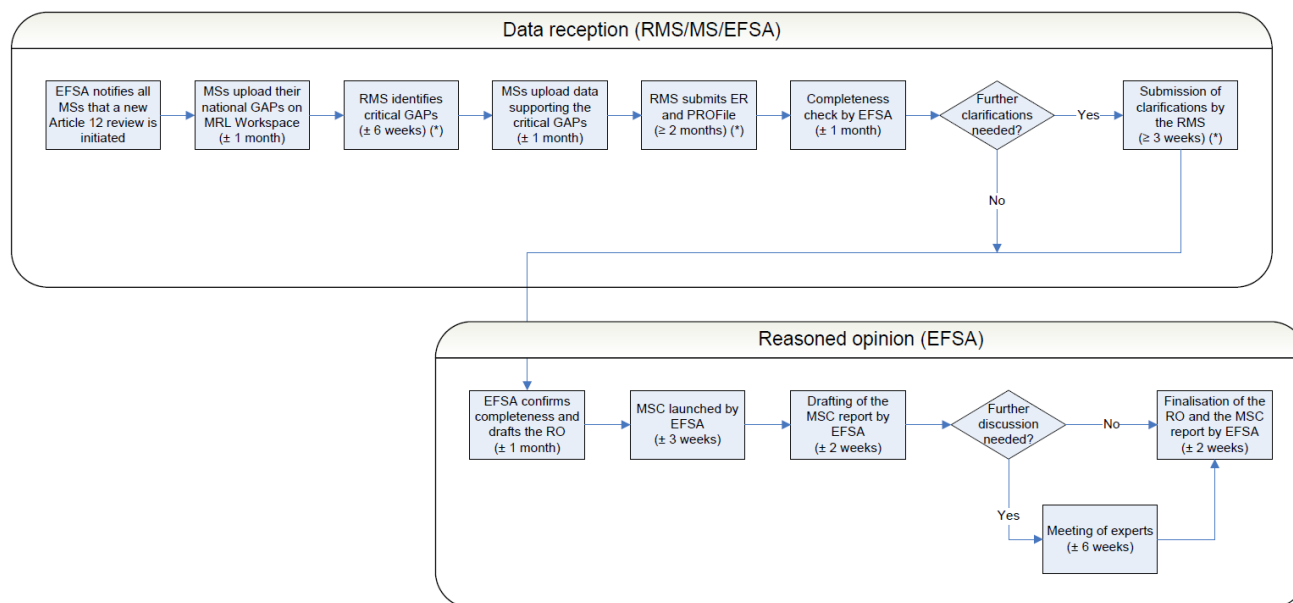 Data reception (RMS/MS/EFSA)
EFSA notifies all
MSs that a new
Article 12 review is
initiated
MSs upload their
national GAPs on
MRL Workspace
(± 1 month)
RMS identifies
critical GAPs
(± 6 weeks) (*)
MSs upload data
supporting the
critical GAPs
(± 1 month)
RMS submits ER
and PROFile
(≥ 2 months) (*)
Completeness
check by EFSA
(± 1 month)
Further
clarifications
needed?
Yes
Submission of
clarifications by
the RMS
(≥ 3 weeks) (*)
No
Reasoned opinion (EFSA)
EFSA confirms
completeness and
drafts the RO
(± 1 month)
MSC launched by
EFSA
(± 3 weeks)
Drafting of the
MSC report by
EFSA
(± 2 weeks)
Further
discussion
needed?
No
Finalisation of the
RO and the MSC
report by EFSA
(± 2 weeks)
Yes
Meeting of experts
(± 6 weeks)